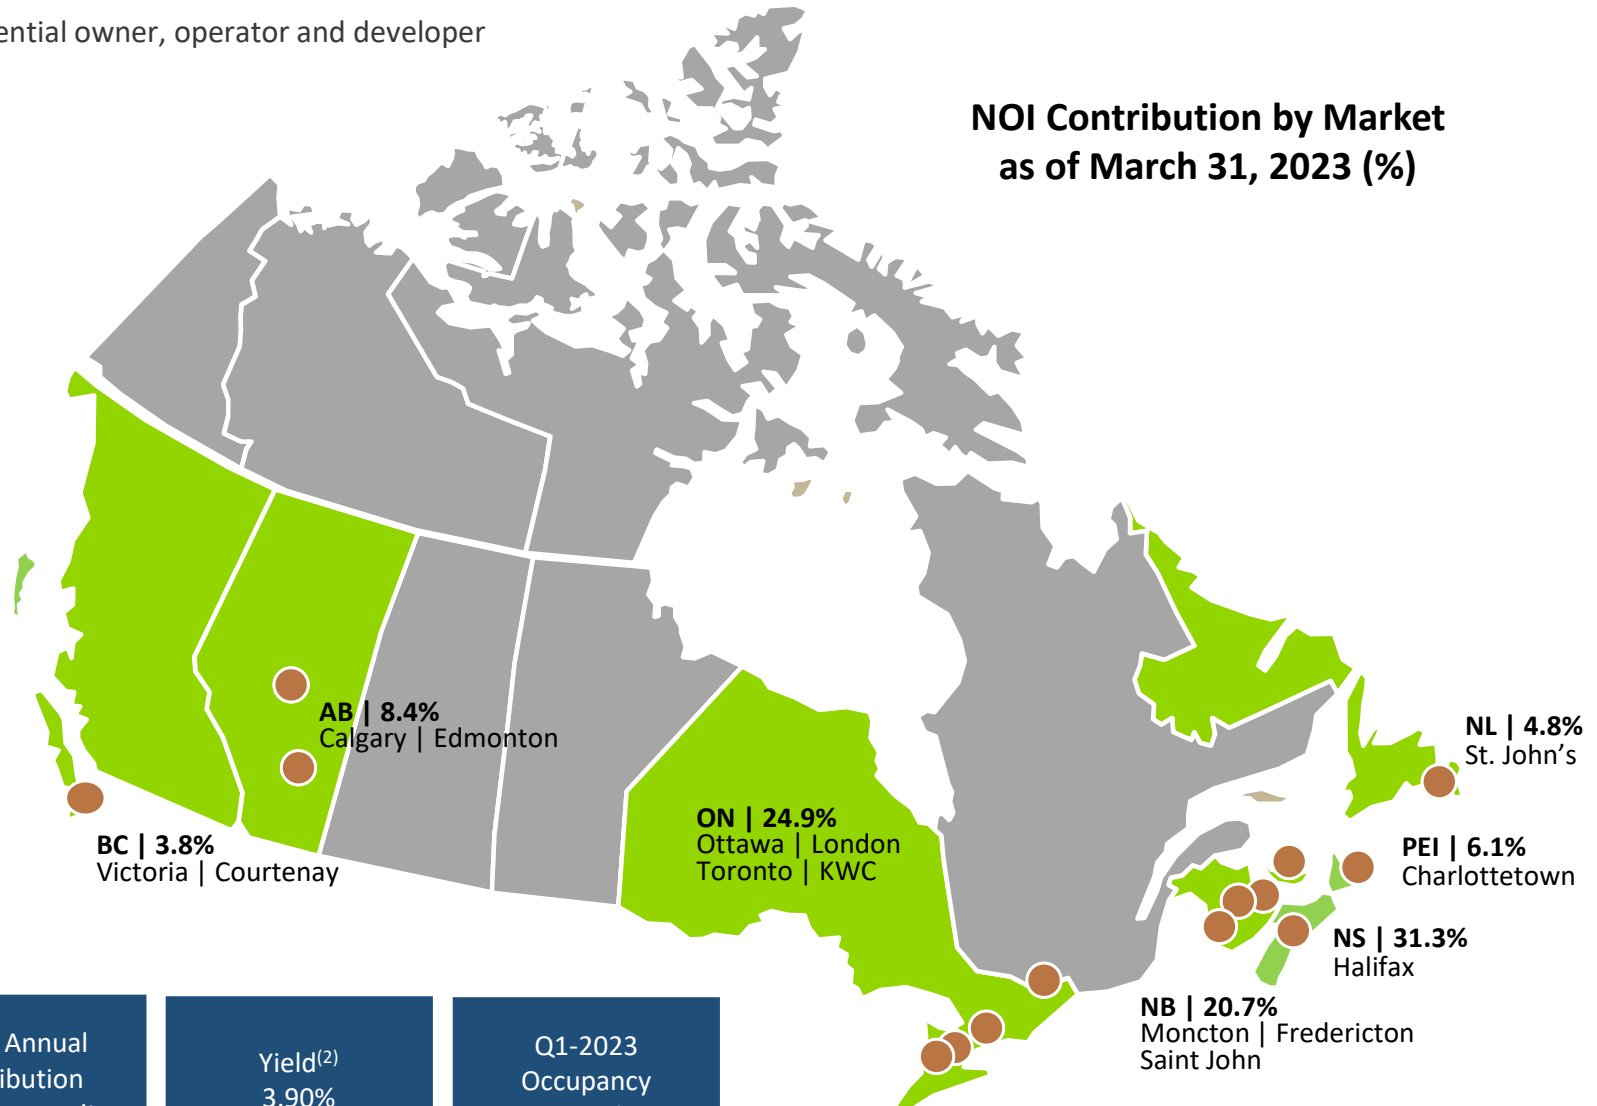 ential owner, operator and developer
NOI Contribution by Market
as of March 31, 2023 (%)
AB | 8.4%
Calgary | Edmonton
BC | 3.8%
Victoria | Courtenay
ON | 24.9%
Ottawa | London
Toronto | KWC
NL | 4.8%
St. John’s
PEI | 6.1%
Charlottetown
NS | 31.3%
Halifax
NB | 20.7%
Moncton | Fredericton
Saint John
Annual
ibution
Yield(2)
3.90%
Q1-2023
Occupancy